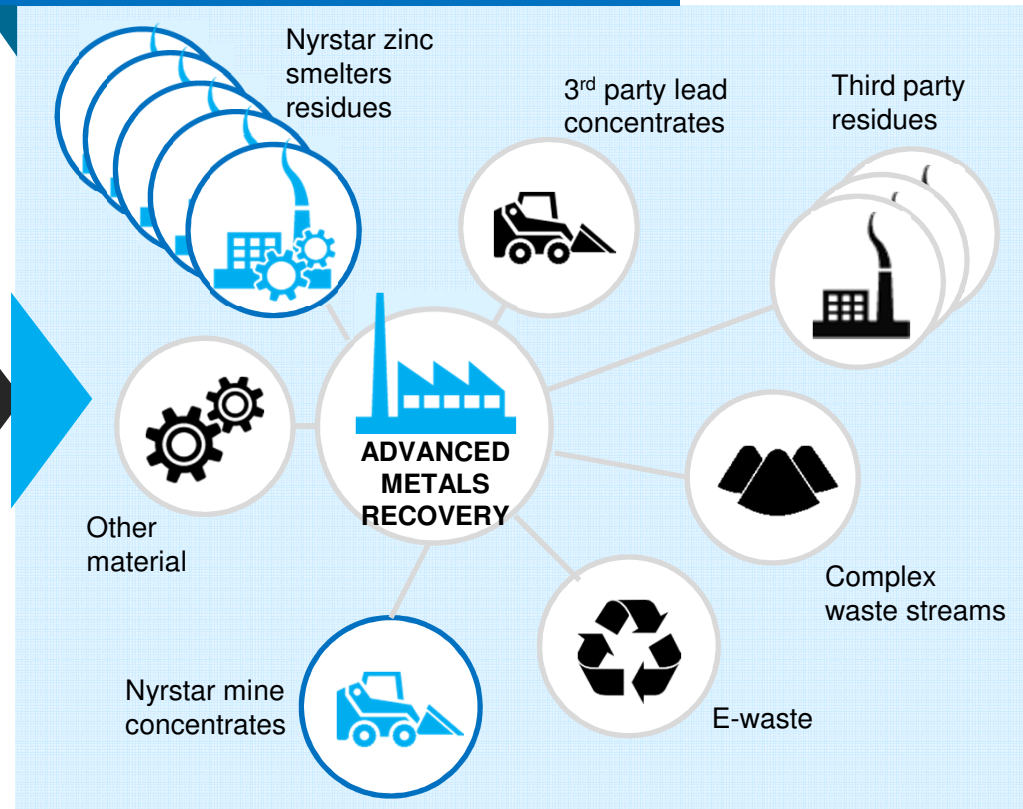 Nyrstar zinc
smelters
residues
3rd party lead
concentrates
Third party
residues
ADVANCED
METALS
RECOVERY
Other
material
Complex
waste streams
Nyrstar mine
concentrates
E-waste